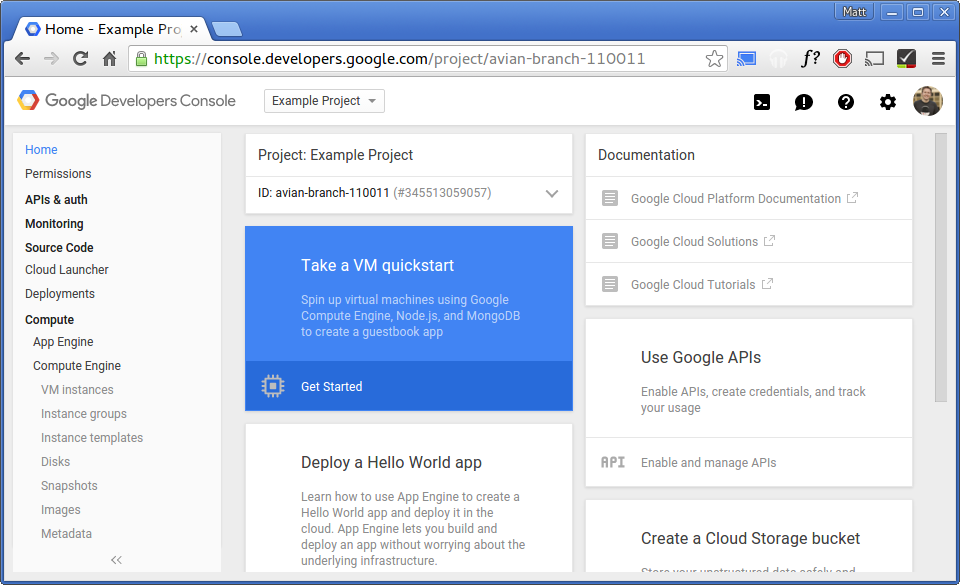 Matt
Home - Example Pro
https://console.developers.google.com/project/avian-branch-110011
f?
Google Developers Console
Example Project
Home
Permissions
APIs & auth
Monitoring
Source Code
Cloud Launcher
Deployments
Compute
App Engine
Compute Engine
VM instances
Instance groups
Instance templates
Disks
Snapshots
Images
Metadata
Project: Example Project
ID: avian-branch-110011 (#345513059057)
Take a VM quickstart
Spin up virtual machines using Google
Compute Engine, Node.js, and MongoDB
to create a guestbook app
Get Started
Deploy a Hello World app
Learn how to use App Engine to create a
Hello World app and deploy it in the
cloud. App Engine lets you build and
deploy an app without worrying about the
underlying infrastructure.
Documentation
Google Cloud Platform Documentation
Google Cloud Solutions
Google Cloud Tutorials
Use Google APIs
Enable APIs, create credentials, and track
your usage
API
Enable and manage APIs
Create a Cloud Storage bucket
Store your unstructured data safely and